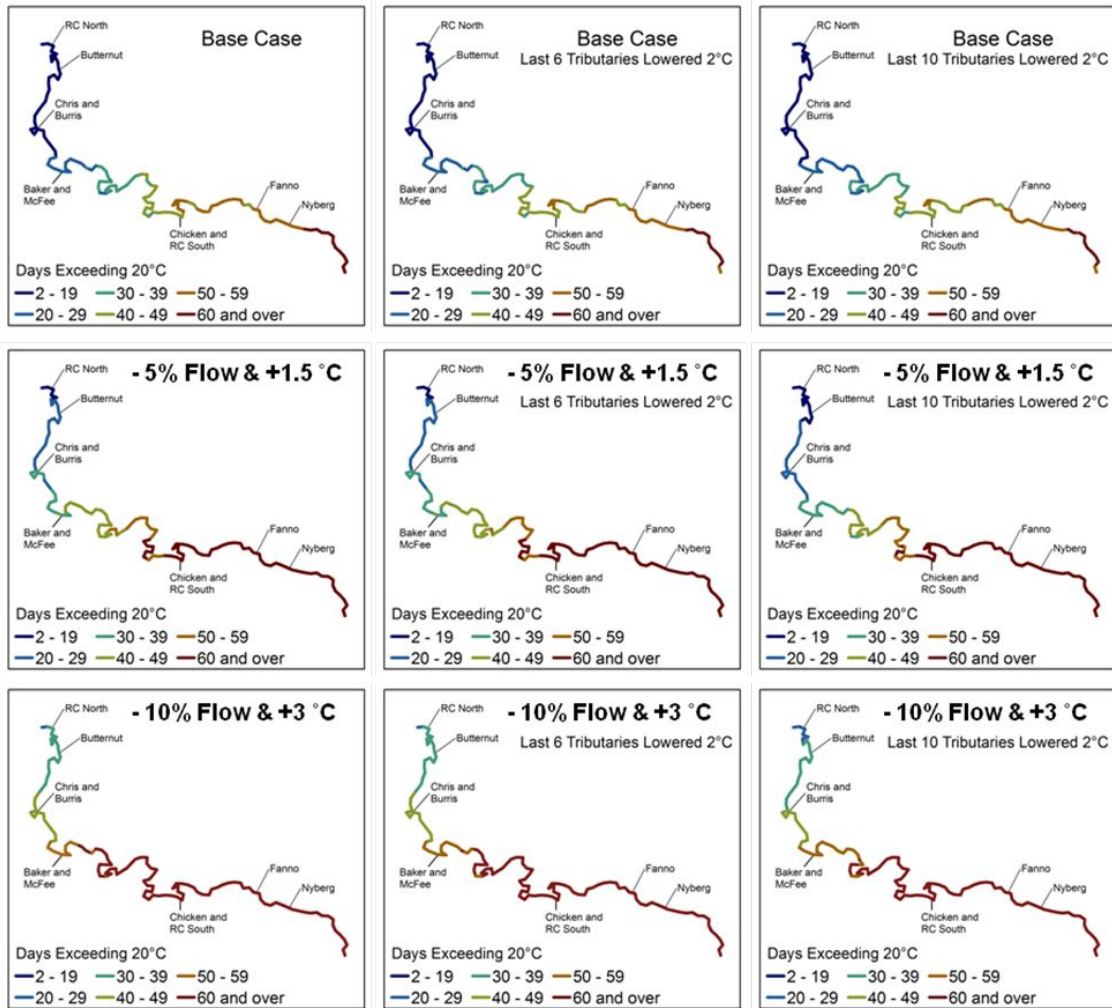 RC North
Base Case
Butternut
Chris and
Burris
Baker and
McFee
Fanno
Nyberg
Chicken and
RC South
Days Exceeding 20°C
2 - 19 30 - 39 50 - 59
20 - 29 40 - 49 60 and over
RC North
Base Case
Last 6 Tributaries Lowered 2°C
Butternut
Chris and
Burris
Baker and
McFee
Fanno
Nyberg
Chicken and
RC South
Days Exceeding 20°C
2 - 19 30 - 39 50 - 59
20 - 29 40 - 49 60 and over
RC North
Base Case
Last 10 Tributaries Lowered 2°C
Butternut
Chris and
Burris
Baker and
McFee
Fanno
Nyberg
Chicken and
RC South
Days Exceeding 20°C
2 - 19 30 - 39 50 - 59
20 - 29 40 - 49 60 and over
RC North
- 5% Flow & +1.5 °C
Butternut
Chris and
Burris
Baker and
McFee
Fanno
Nyberg
Chicken and
RC South
Days Exceeding 20°C
2 - 19 30 - 39 50 - 59
20 - 29 40 - 49 60 and over
RC North
- 5% Flow & +1.5 °C
Last 6 Tributaries Lowered 2°C
Butternut
Chris and
Burris
Baker and
McFee
Fanno
Nyberg
Chicken and
RC South
Days Exceeding 20°C
2 - 19 30 - 39 50 - 59
20 - 29 40 - 49 60 and over
RC North
- 5% Flow & +1.5 °C
Last 10 Tributaries Lowered 2°C
Butternut
Chris and
Burris
Baker and
McFee
Fanno
Nyberg
Chicken and
RC South
Days Exceeding 20°C
2 - 19 30 - 39 50 - 59
20 - 29 40 - 49 60 and over
RC North
- 10% Flow & +3 °C
Butternut
Chris and
Burris
Baker and
McFee
Fanno
Nyberg
Chicken and
RC South
Days Exceeding 20°C
2 - 19 30 - 39 50 - 59
20 - 29 40 - 49 60 and over
RC North
- 10% Flow & +3 °C
Last 6 Tributaries Lowered 2°C
Butternut
Chris and
Burris
Baker and
McFee
Fanno
Nyberg
Chicken and
RC South
Days Exceeding 20°C
2 - 19 30 - 39 50 - 59
20 - 29 40 - 49 60 and over
RC North
- 10% Flow & +3 °C
Last 10 Tributaries Lowered 2°C
Butternut
Chris and
Burris
Baker and
McFee
Fanno
Nyberg
Chicken and
RC South
Days Exceeding 20°C
2 - 19 30 - 39 50 - 59
20 - 29 40 - 49 60 and over